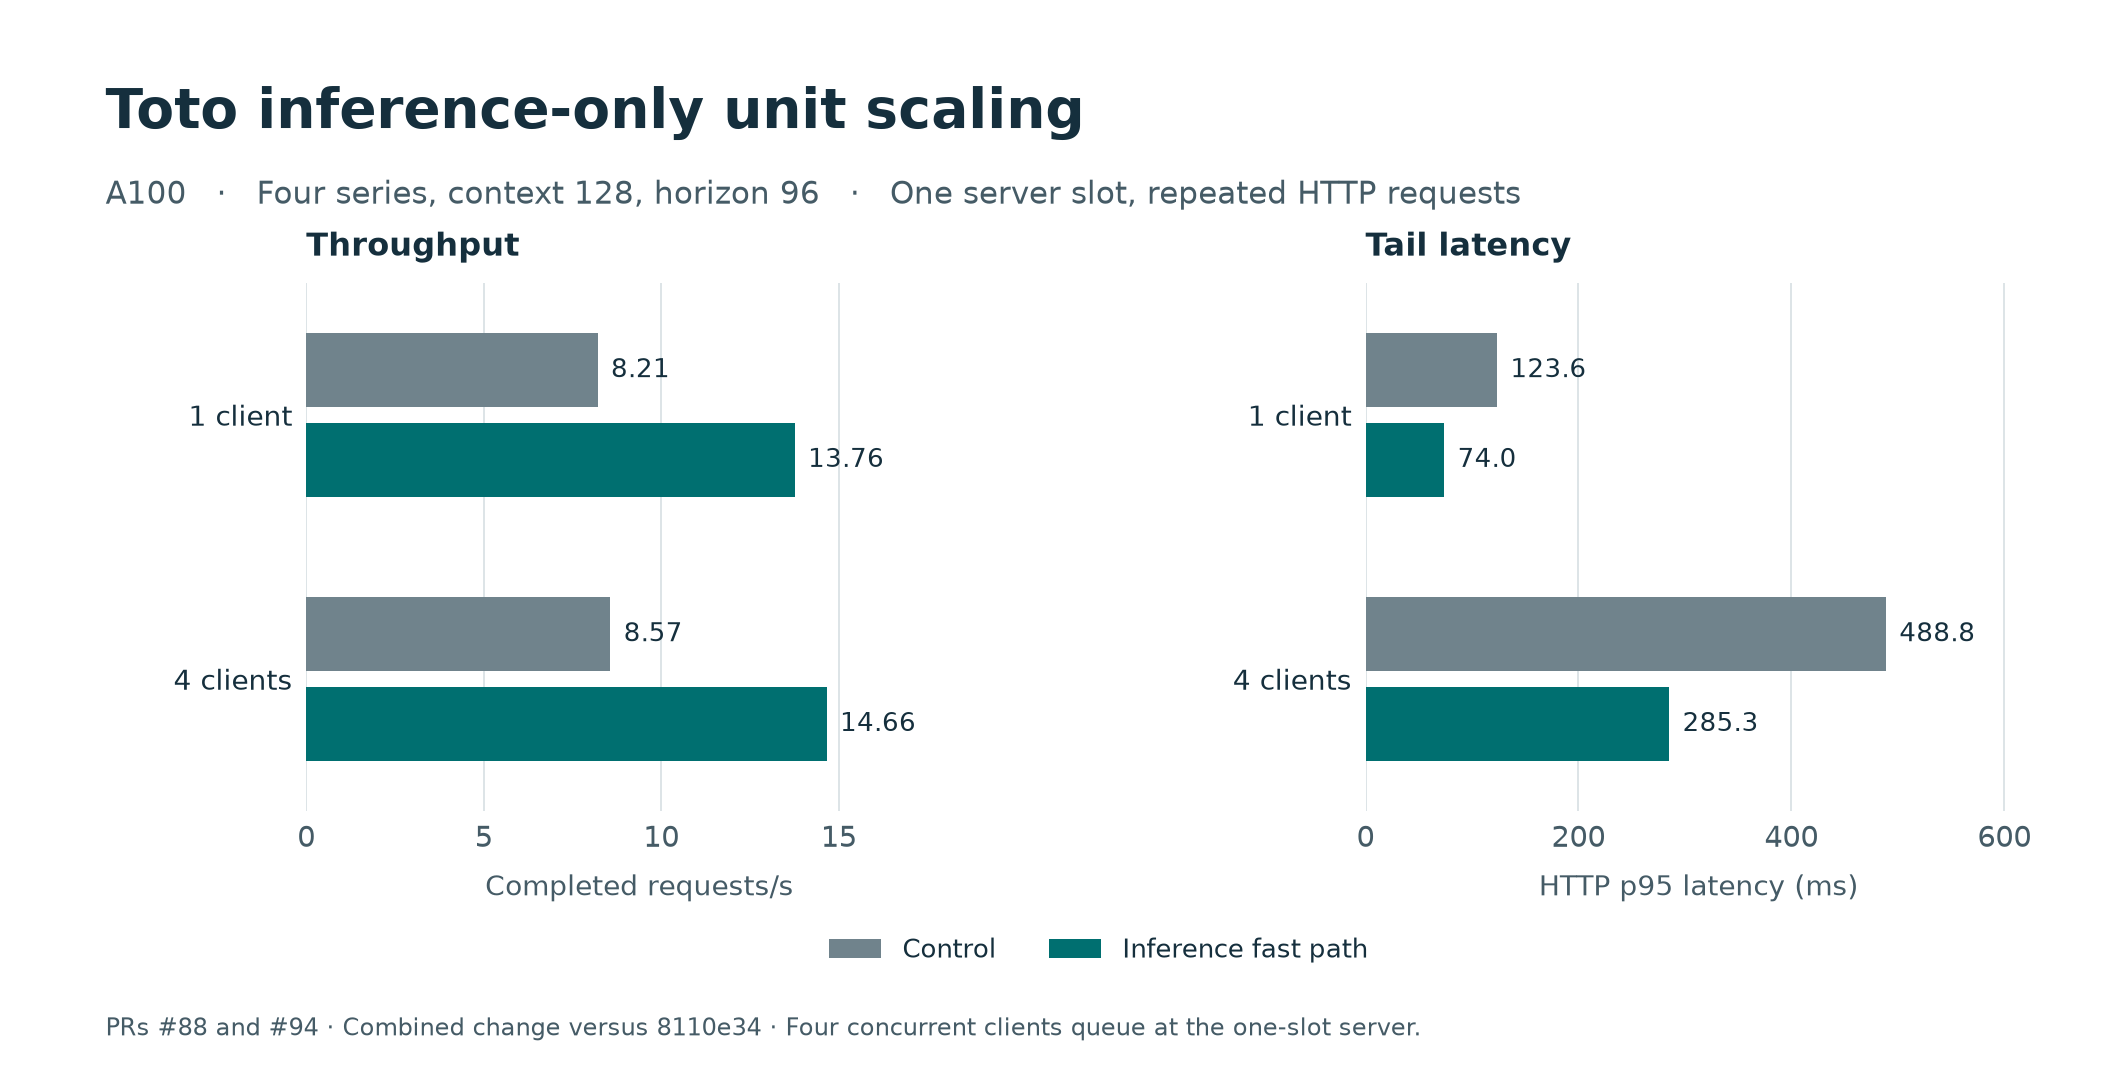 Toto inference-only unit scaling
A100 · Four series, context 128, horizon 96 · One server slot, repeated HTTP requests
Throughput
1 client
8.21
13.76
4 clients
8.57
14.66
0 5 10 15
Completed requests/s
Tail latency
1 client
123.6
74.0
4 clients
488.8
285.3
0 200 400 600
HTTP p95 latency (ms)
Control Inference fast path
PRs #88 and #94 · Combined change versus 8110e34 · Four concurrent clients queue at the one-slot server.